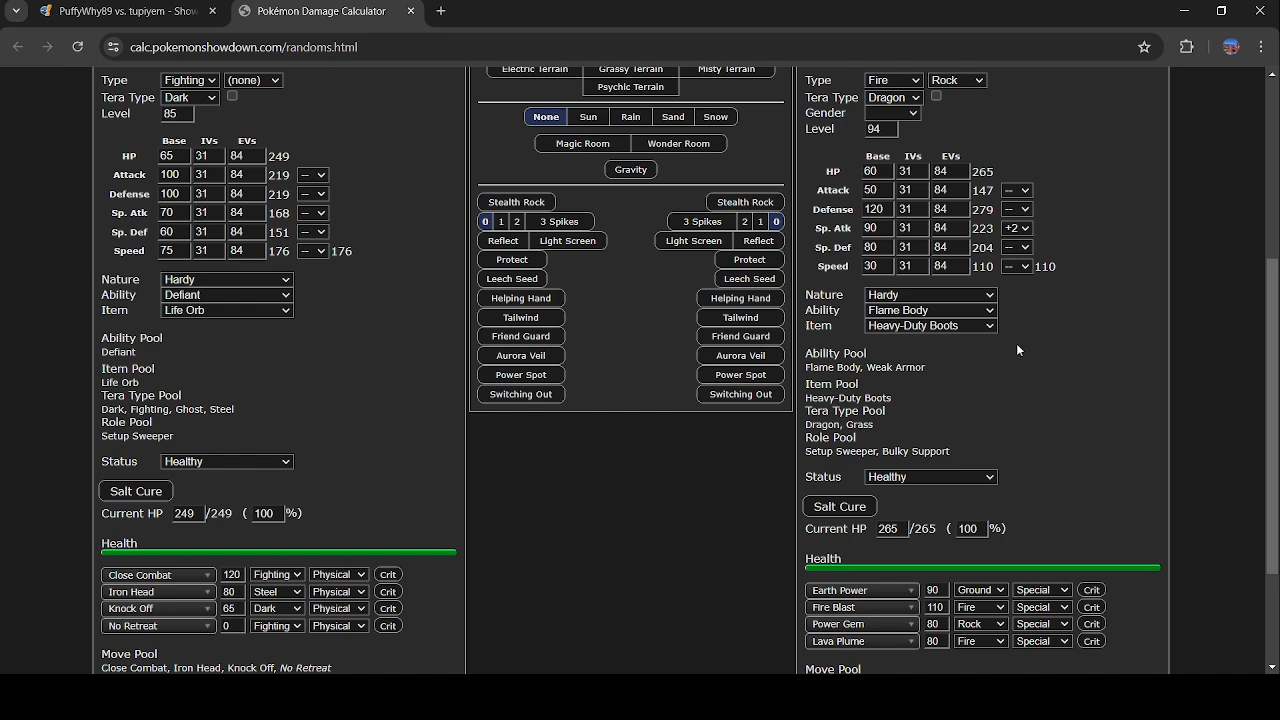 PuffyWhy89 vs. tupiyem - Show
Pokémon Damage Calculator
calc.pokemonshowdown.com/randoms.html
Type Fighting (none)
Tera Type Dark
Level 85
Base IVs EVs
HP 65 31 84 249
Attack 100 31 84 219 --
Defense 100 31 84 219 --
Sp. Atk 70 31 84 168 --
Sp. Def 60 31 84 151 --
Speed 75 31 84 176 -- 176
Nature Hardy
Ability Defiant
Item Life Orb
Ability Pool
Defiant
Item Pool
Life Orb
Tera Type Pool
Dark, Fighting, Ghost, Steel
Role Pool
Setup Sweeper
Status Healthy
Salt Cure
Current HP 249 /249 ( 100 %)
Health
Close Combat 120 Fighting Physical Crit
Iron Head 80 Steel Physical Crit
Knock Off 65 Dark Physical Crit
No Retreat 0 Fighting Physical Crit
Move Pool
Close Combat, Iron Head, Knock Off, No Retreat
Electric Terrain Grassy Terrain Misty Terrain
Psychic Terrain
None Sun Rain Sand Snow
Magic Room Wonder Room
Gravity
Stealth Rock Stealth Rock
0 1 2 3 Spikes 3 Spikes 2 1 0
Reflect Light Screen Light Screen Reflect
Protect Protect
Leech Seed Leech Seed
Helping Hand Helping Hand
Tailwind Tailwind
Friend Guard Friend Guard
Aurora Veil Aurora Veil
Power Spot Power Spot
Switching Out Switching Out
Type Fire Rock
Tera Type Dragon
Gender
Level 94
Base IVs EVs
HP 60 31 84 265
Attack 50 31 84 147 --
Defense 120 31 84 279 --
Sp. Atk 90 31 84 223 +2
Sp. Def 80 31 84 204 --
Speed 30 31 84 110 -- 110
Nature Hardy
Ability Flame Body
Item Heavy-Duty Boots
Ability Pool
Flame Body, Weak Armor
Item Pool
Heavy-Duty Boots
Tera Type Pool
Dragon, Grass
Role Pool
Setup Sweeper, Bulky Support
Status Healthy
Salt Cure
Current HP 265 /265 ( 100 %)
Health
Earth Power 90 Ground Special Crit
Fire Blast 110 Fire Special Crit
Power Gem 80 Rock Special Crit
Lava Plume 80 Fire Special Crit
Move Pool